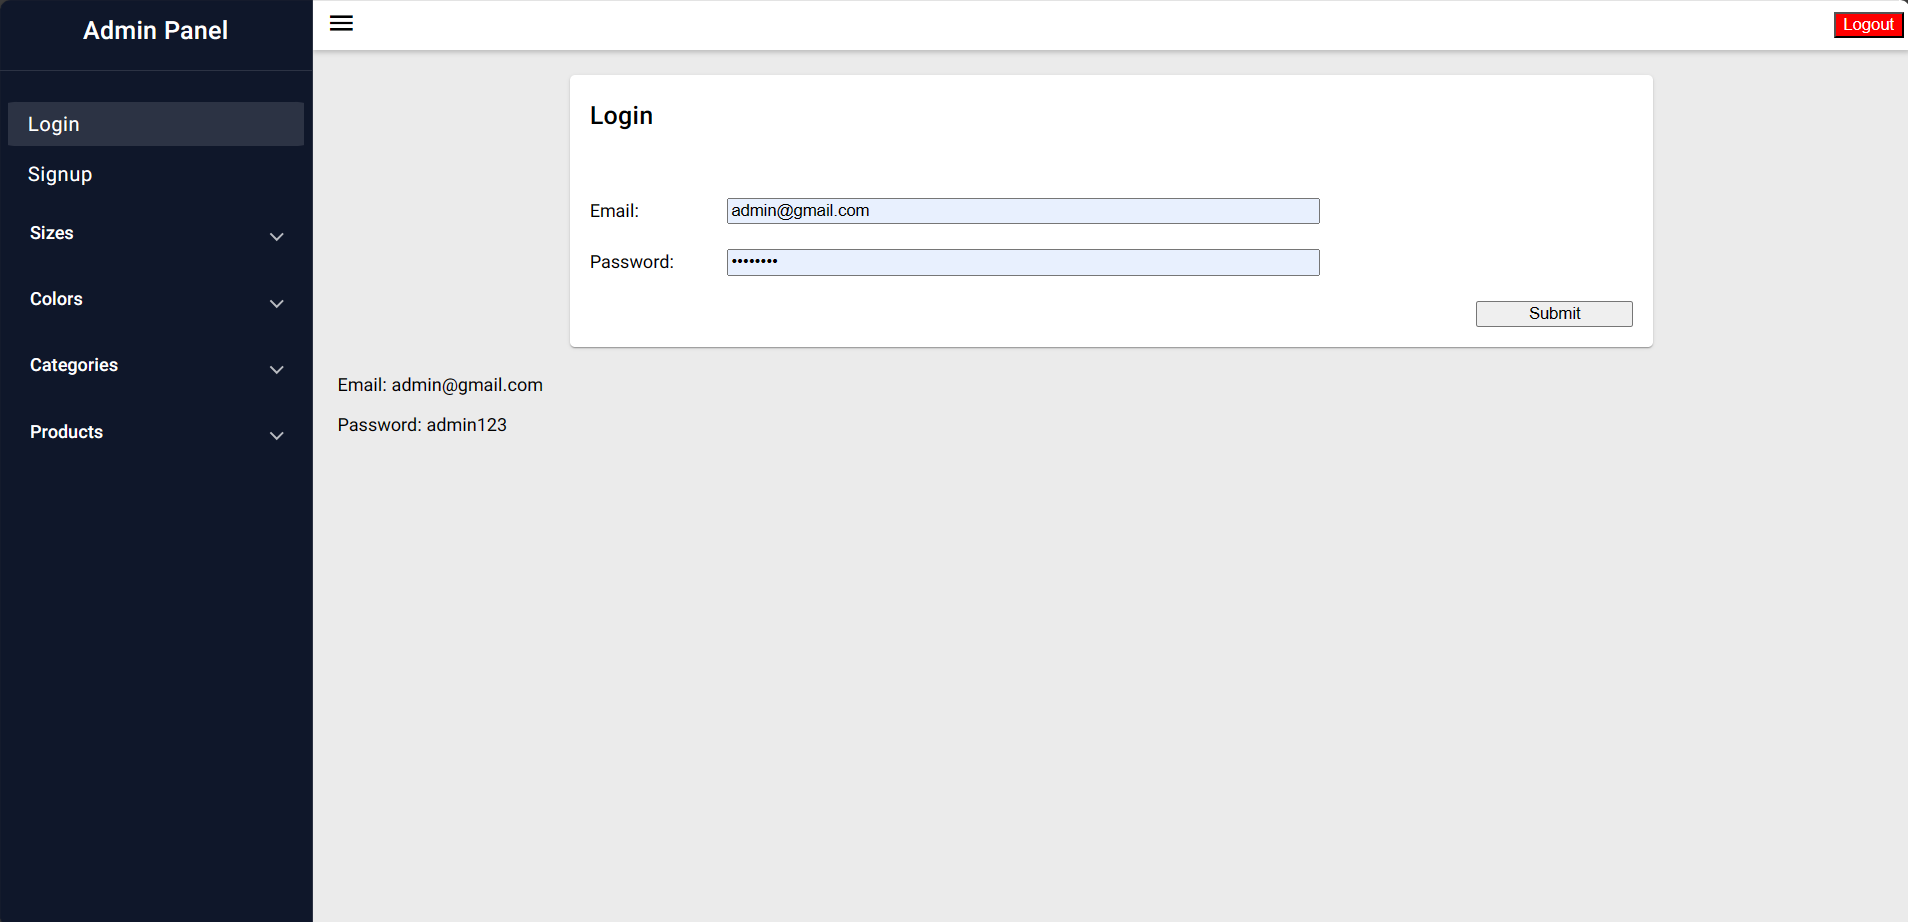 Admin Panel
Logout
Login
Signup
Sizes
Colors
Categories
Products
Login
Email: admin@gmail.com
Password: ••••••••
Submit
Email: admin@gmail.com
Password: admin123